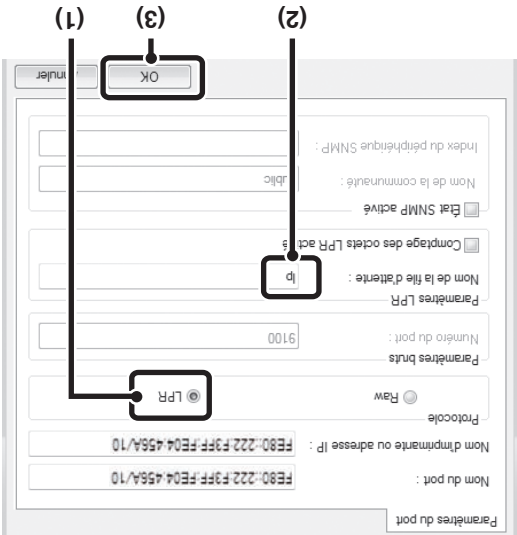 Paramètres du port
Nom du port : FE80::222:F3FF:FE04:456A/10
Nom d'imprimante ou adresse IP : FE80::222:F3FF:FE04:456A/10
Protocole
Raw LPR
Paramètres bruts
Numéro du port : 9100
Paramètres LPR
Nom de la file d'attente : lp
Comptage des octets LPR activé
État SNMP activé
Nom de la communauté : public
Index du périphérique SNMP :
OK Annuler
(2) (3) (1)